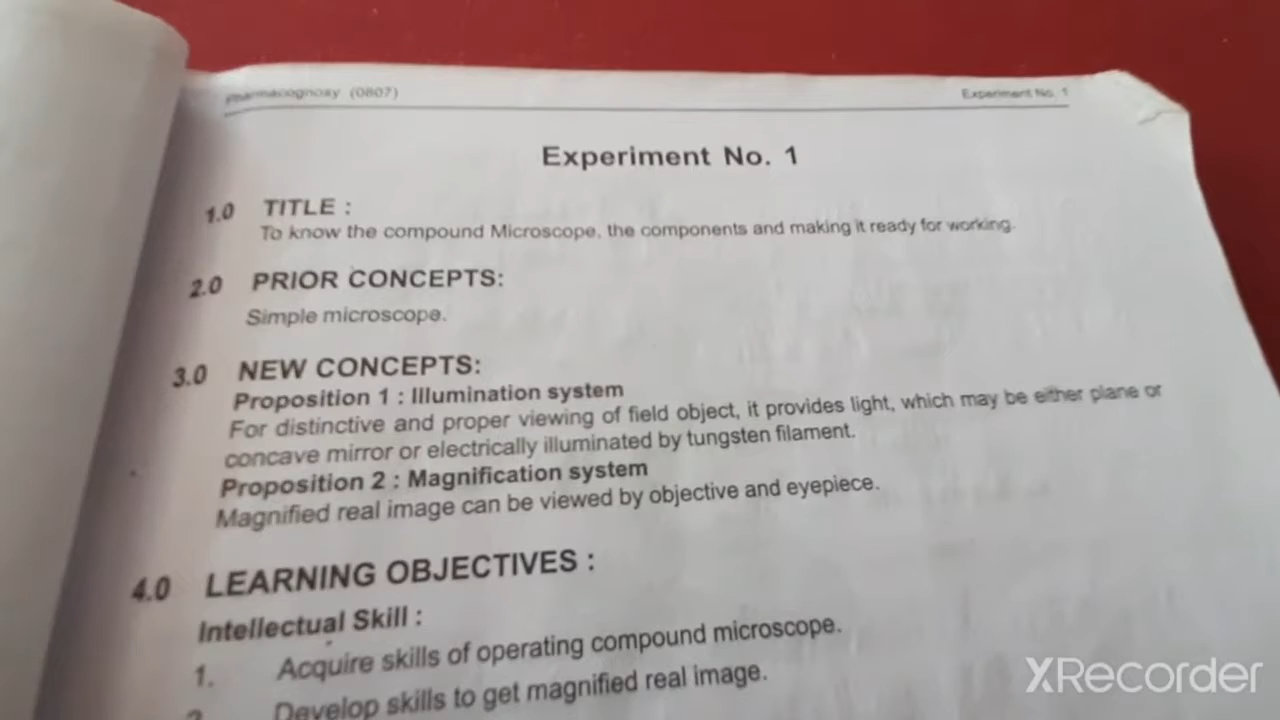 Pharmacognosy (0807)
Experiment No. 1
Experiment No. 1
1.0 TITLE :
To know the compound Microscope, the components and making it ready for working.
2.0 PRIOR CONCEPTS:
Simple microscope.
3.0 NEW CONCEPTS:
Proposition 1 : Illumination system
For distinctive and proper viewing of field object, it provides light, which may be either plane or
concave mirror or electrically illuminated by tungsten filament.
Proposition 2 : Magnification system
Magnified real image can be viewed by objective and eyepiece.
4.0 LEARNING OBJECTIVES :
Intellectual Skill :
1. Acquire skills of operating compound microscope.
2. Develop skills to get magnified real image.
XRecorder